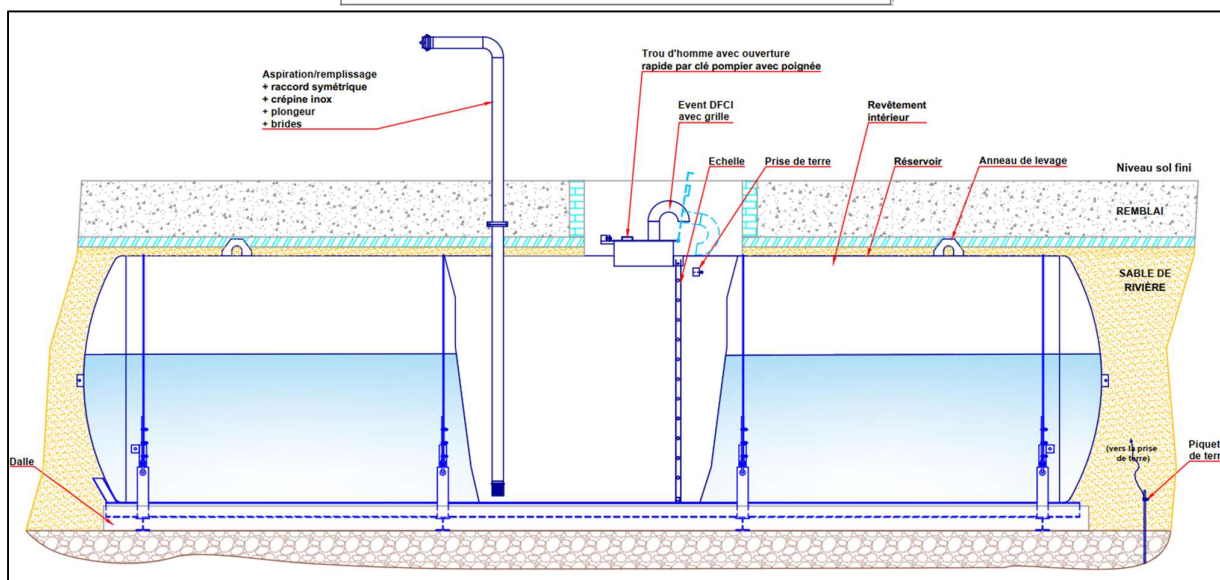 Aspiration/remplissage
+ raccord symétrique
+ crépine inox
+ plongeur
+ brides
Trou d'homme avec ouverture
rapide par clé pompier avec poignée
Event DFCI
avec grille
Echelle
Prise de terre
Revêtement
intérieur
Réservoir
Anneau de levage
Niveau sol fini
REMBLAI
SABLE DE
RIVIÈRE
Dalle
(vers la prise
de terre)
Piquet
de terr